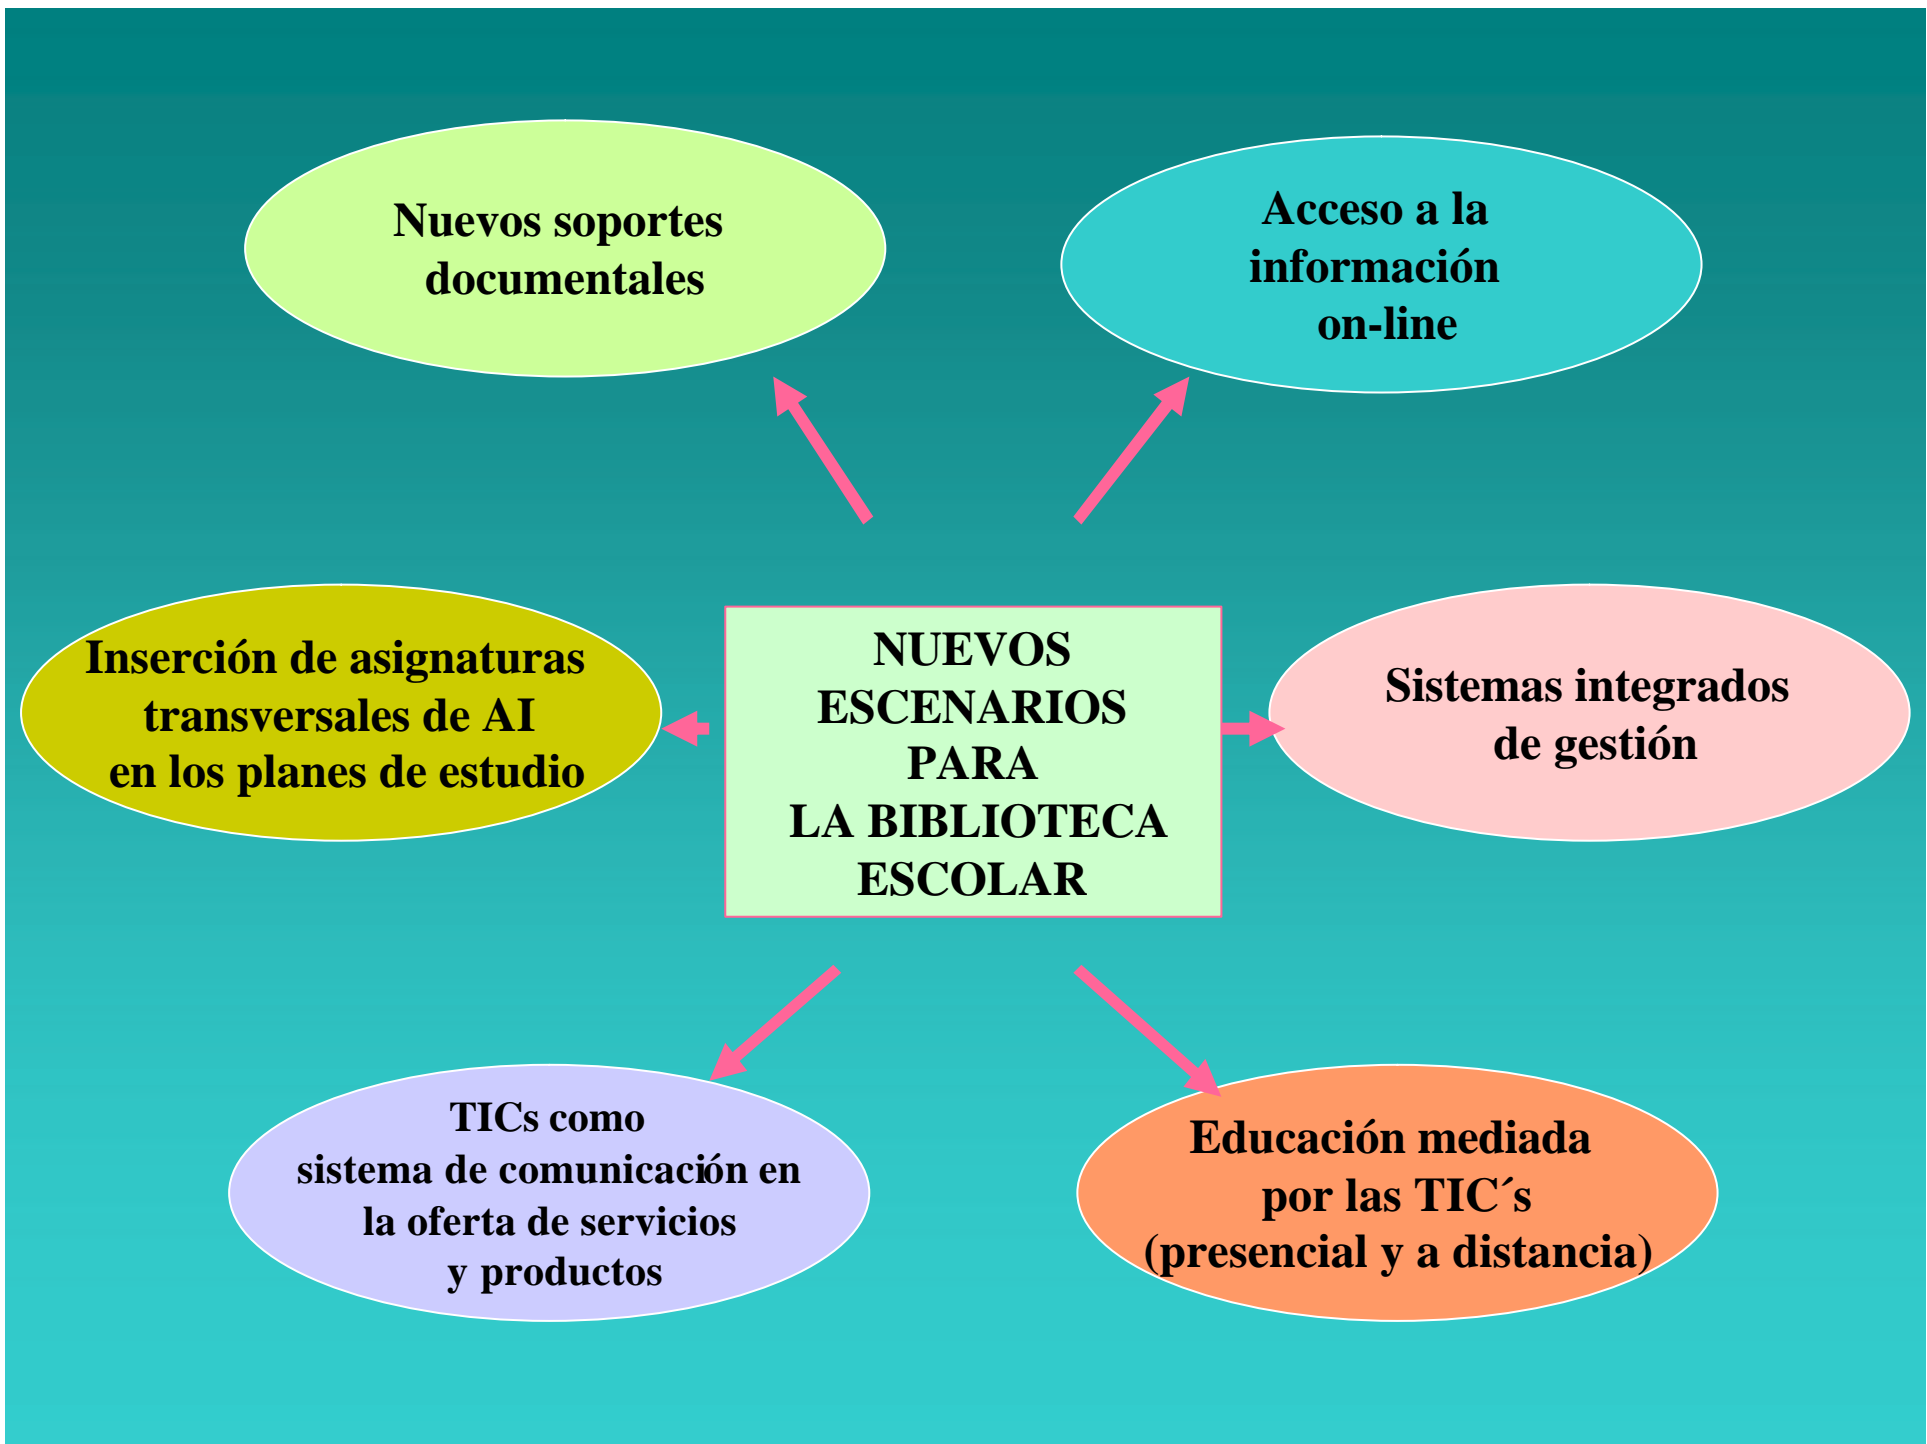 Nuevos soportes
documentales
Acceso a la
información
on-line
Inserción de asignaturas
transversales de AI
en los planes de estudio
NUEVOS
ESCENARIOS
PARA
LA BIBLIOTECA
ESCOLAR
Sistemas integrados
de gestión
TICs como
sistema de comunicación en
la oferta de servicios
y productos
Educación mediada
por las TIC´s
(presencial y a distancia)